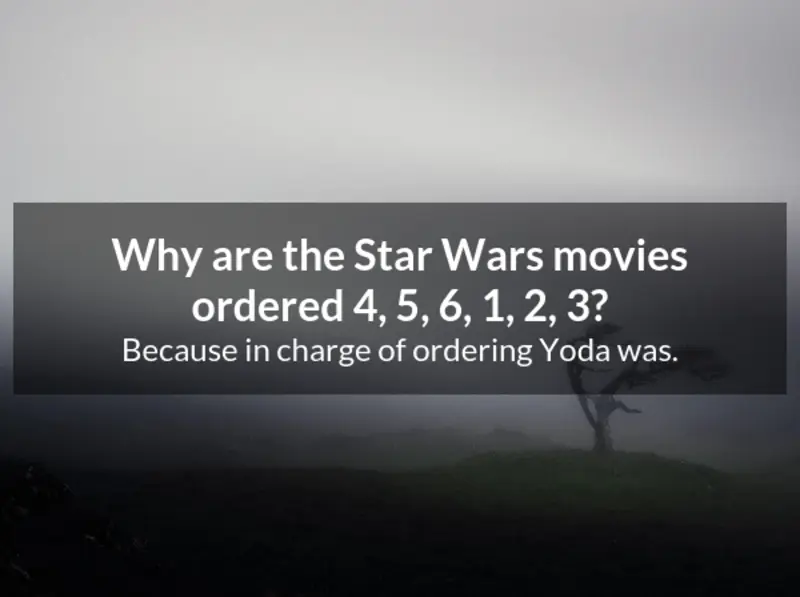 Why are the Star Wars movies
ordered 4, 5, 6, 1, 2, 3?
Because in charge of ordering Yoda was.